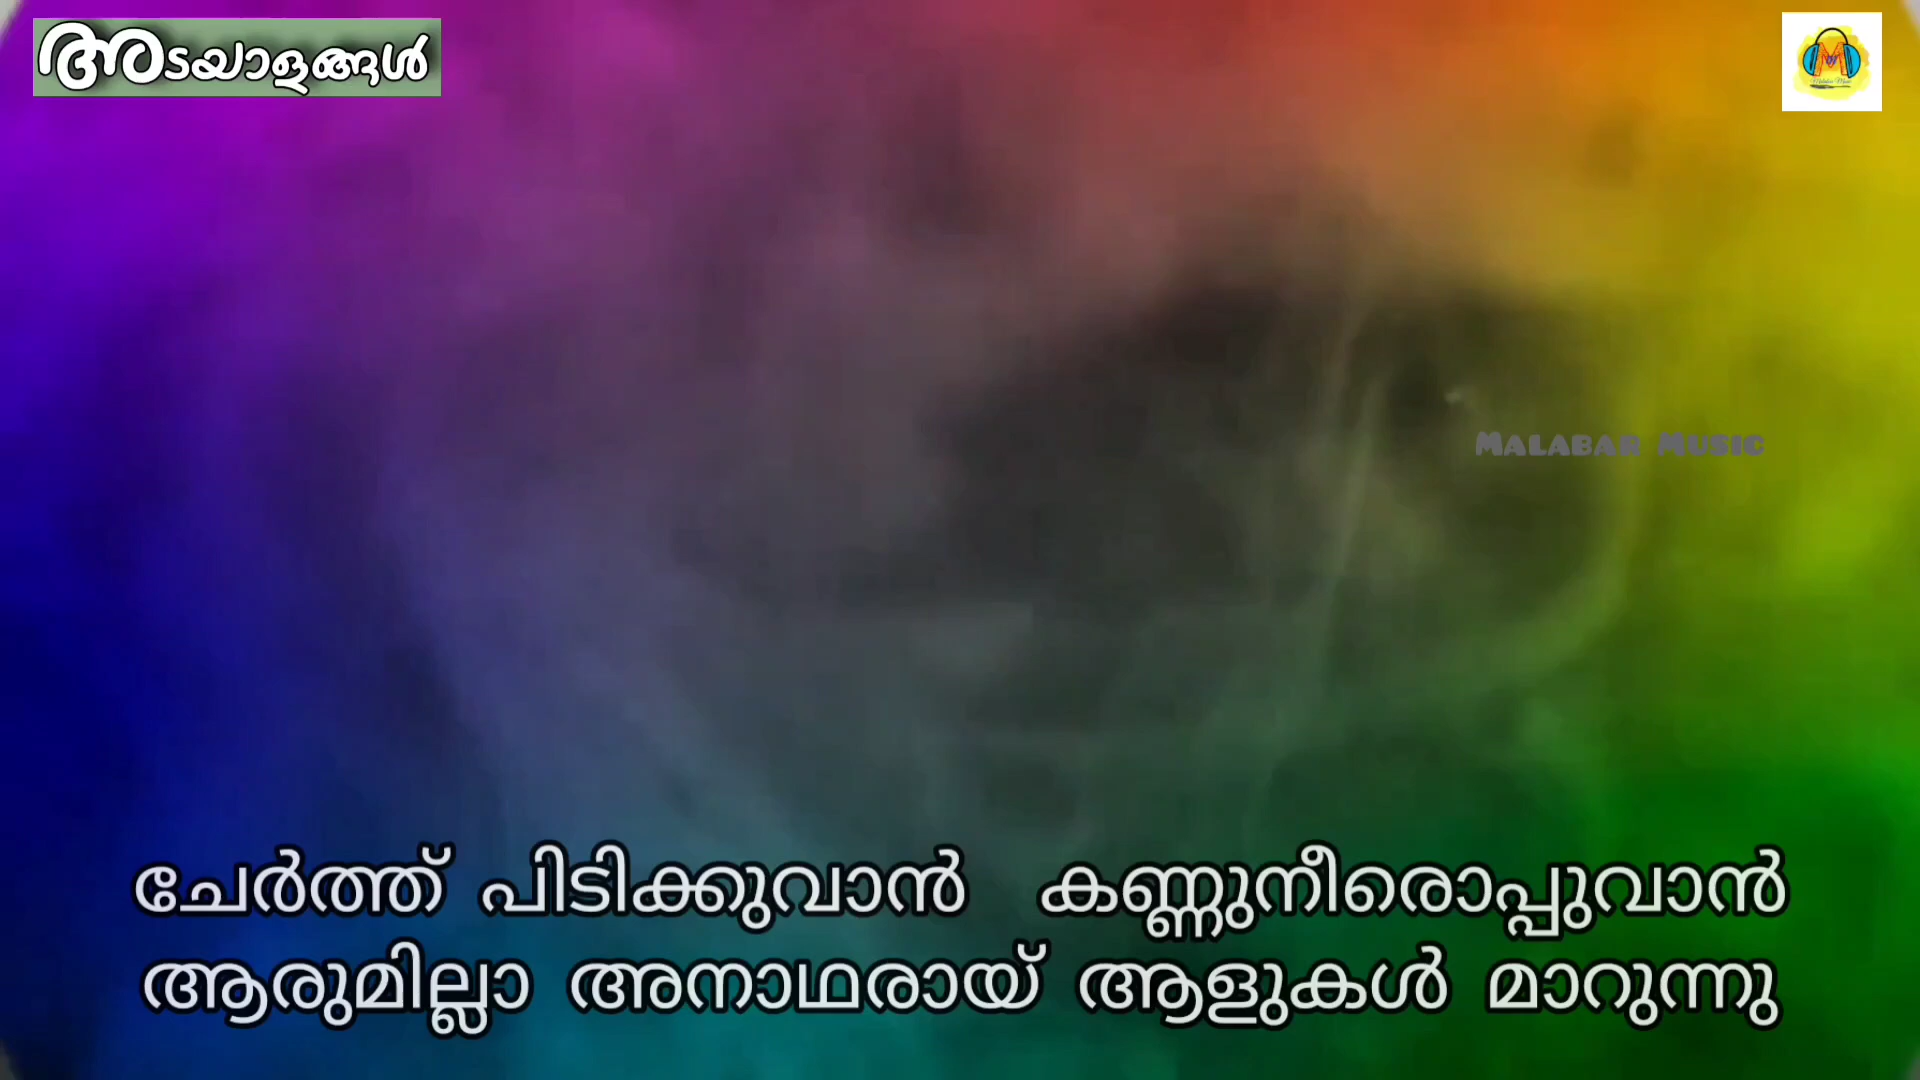 അടയാളങ്ങൾ
MALABAR MUSIC
ചേർത്ത് പിടിക്കുവാൻ കണ്ണുനീരൊപ്പുവാൻ
ആരുമില്ലാ അനാഥരായ് ആളുകൾ മാറുന്നു